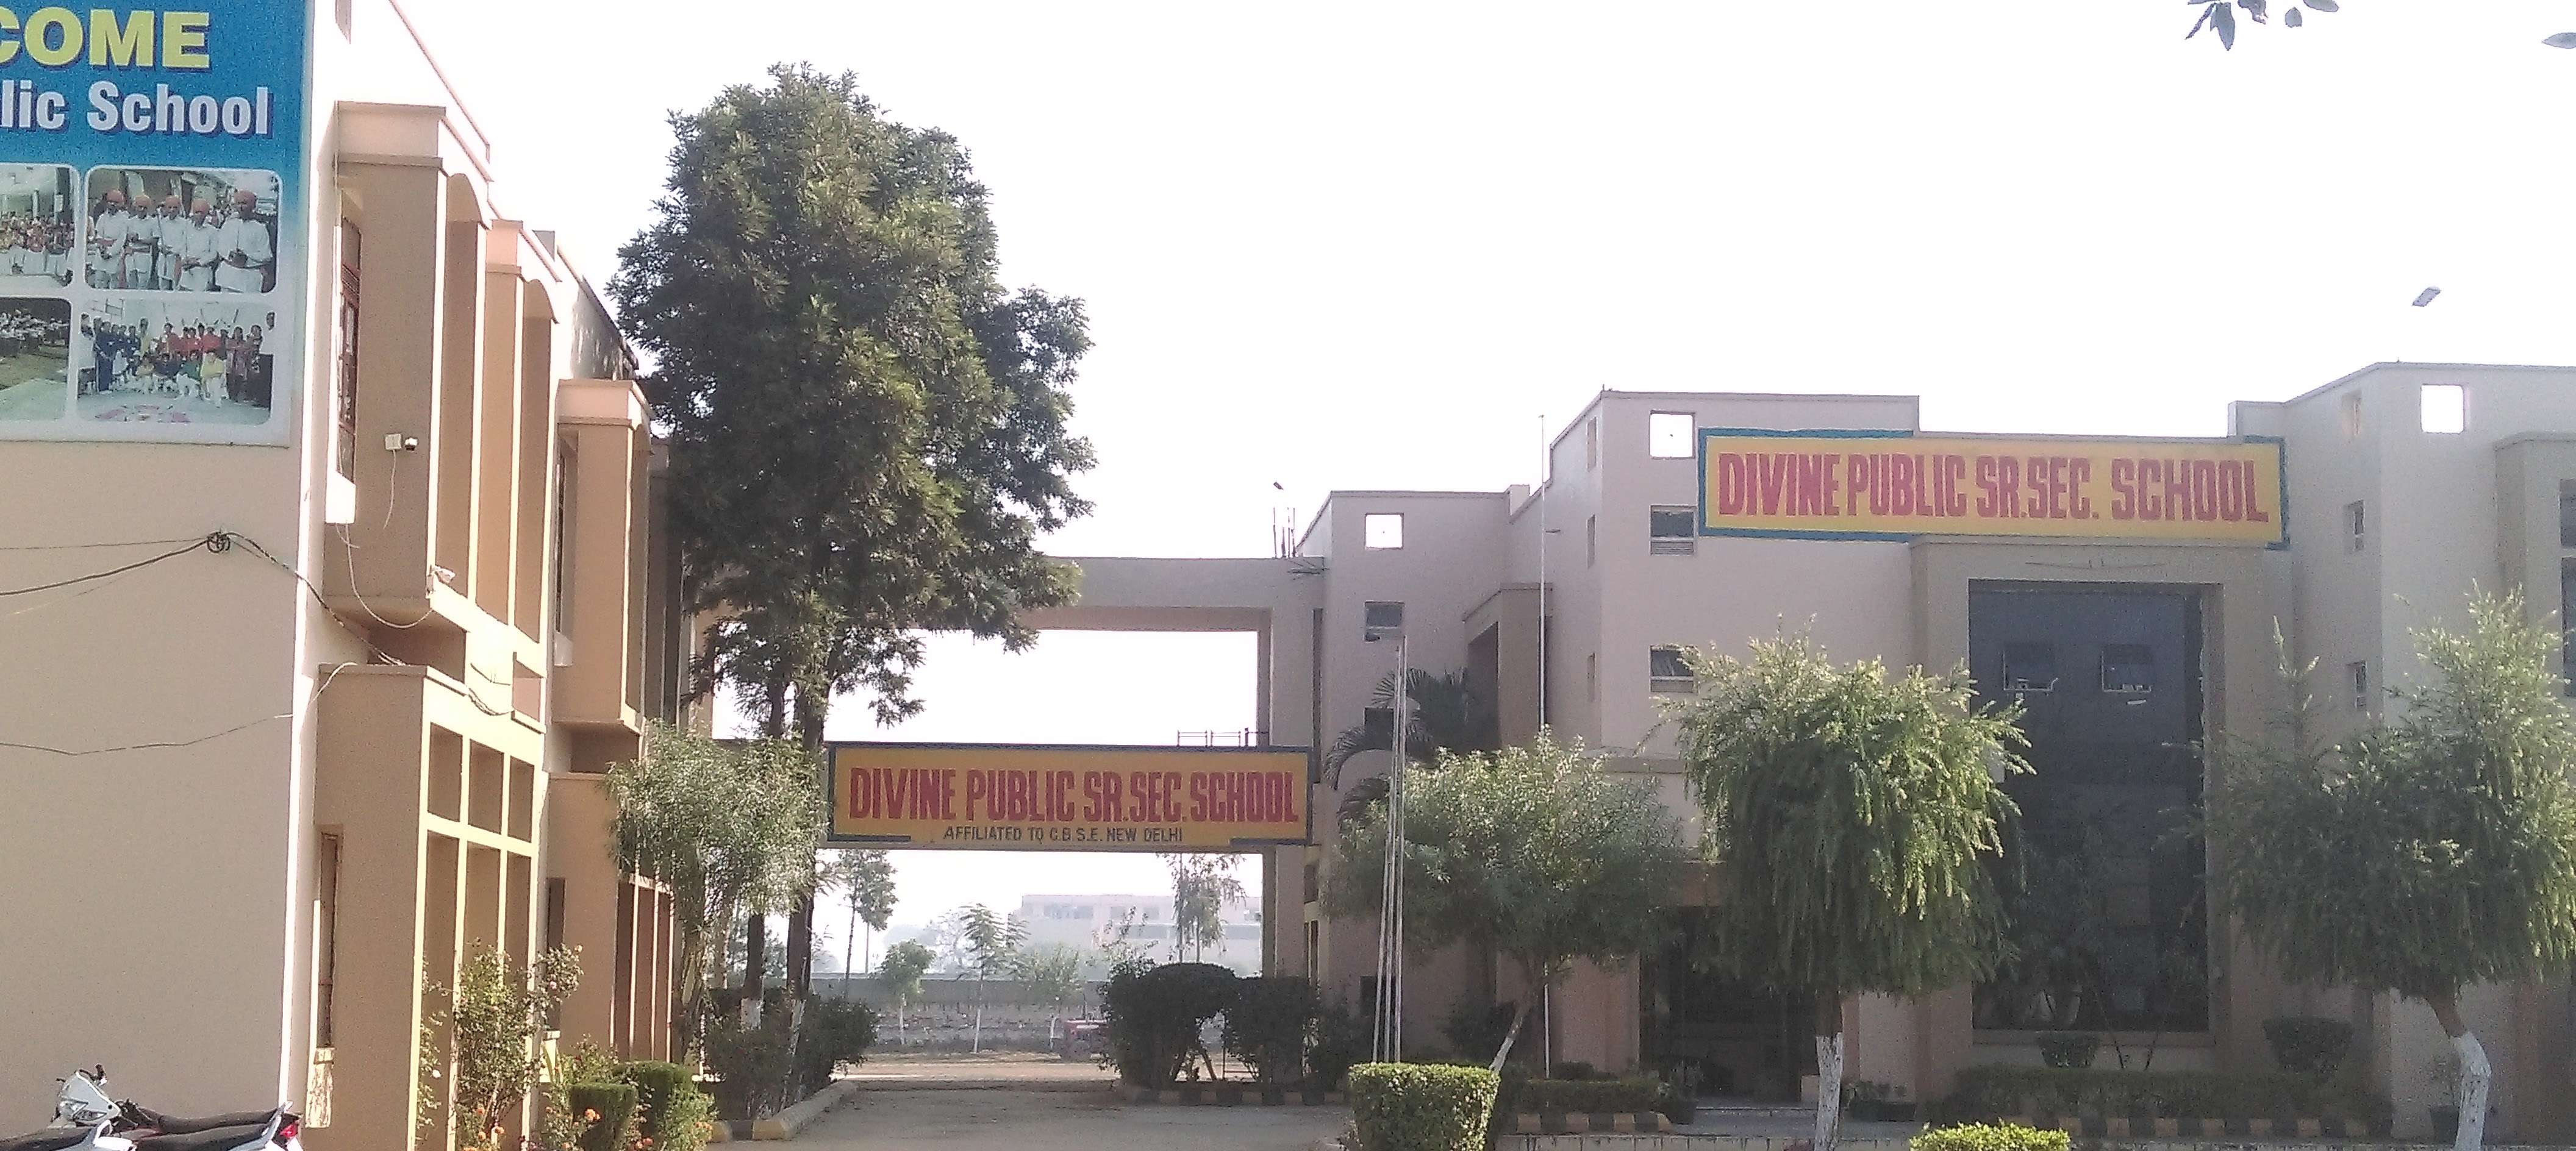 COME
lic School
DIVINE PUBLIC SR.SEC. SCHOOL
DIVINE PUBLIC SR.SEC. SCHOOL
AFFILIATED TO C.B.S.E. NEW DELHI